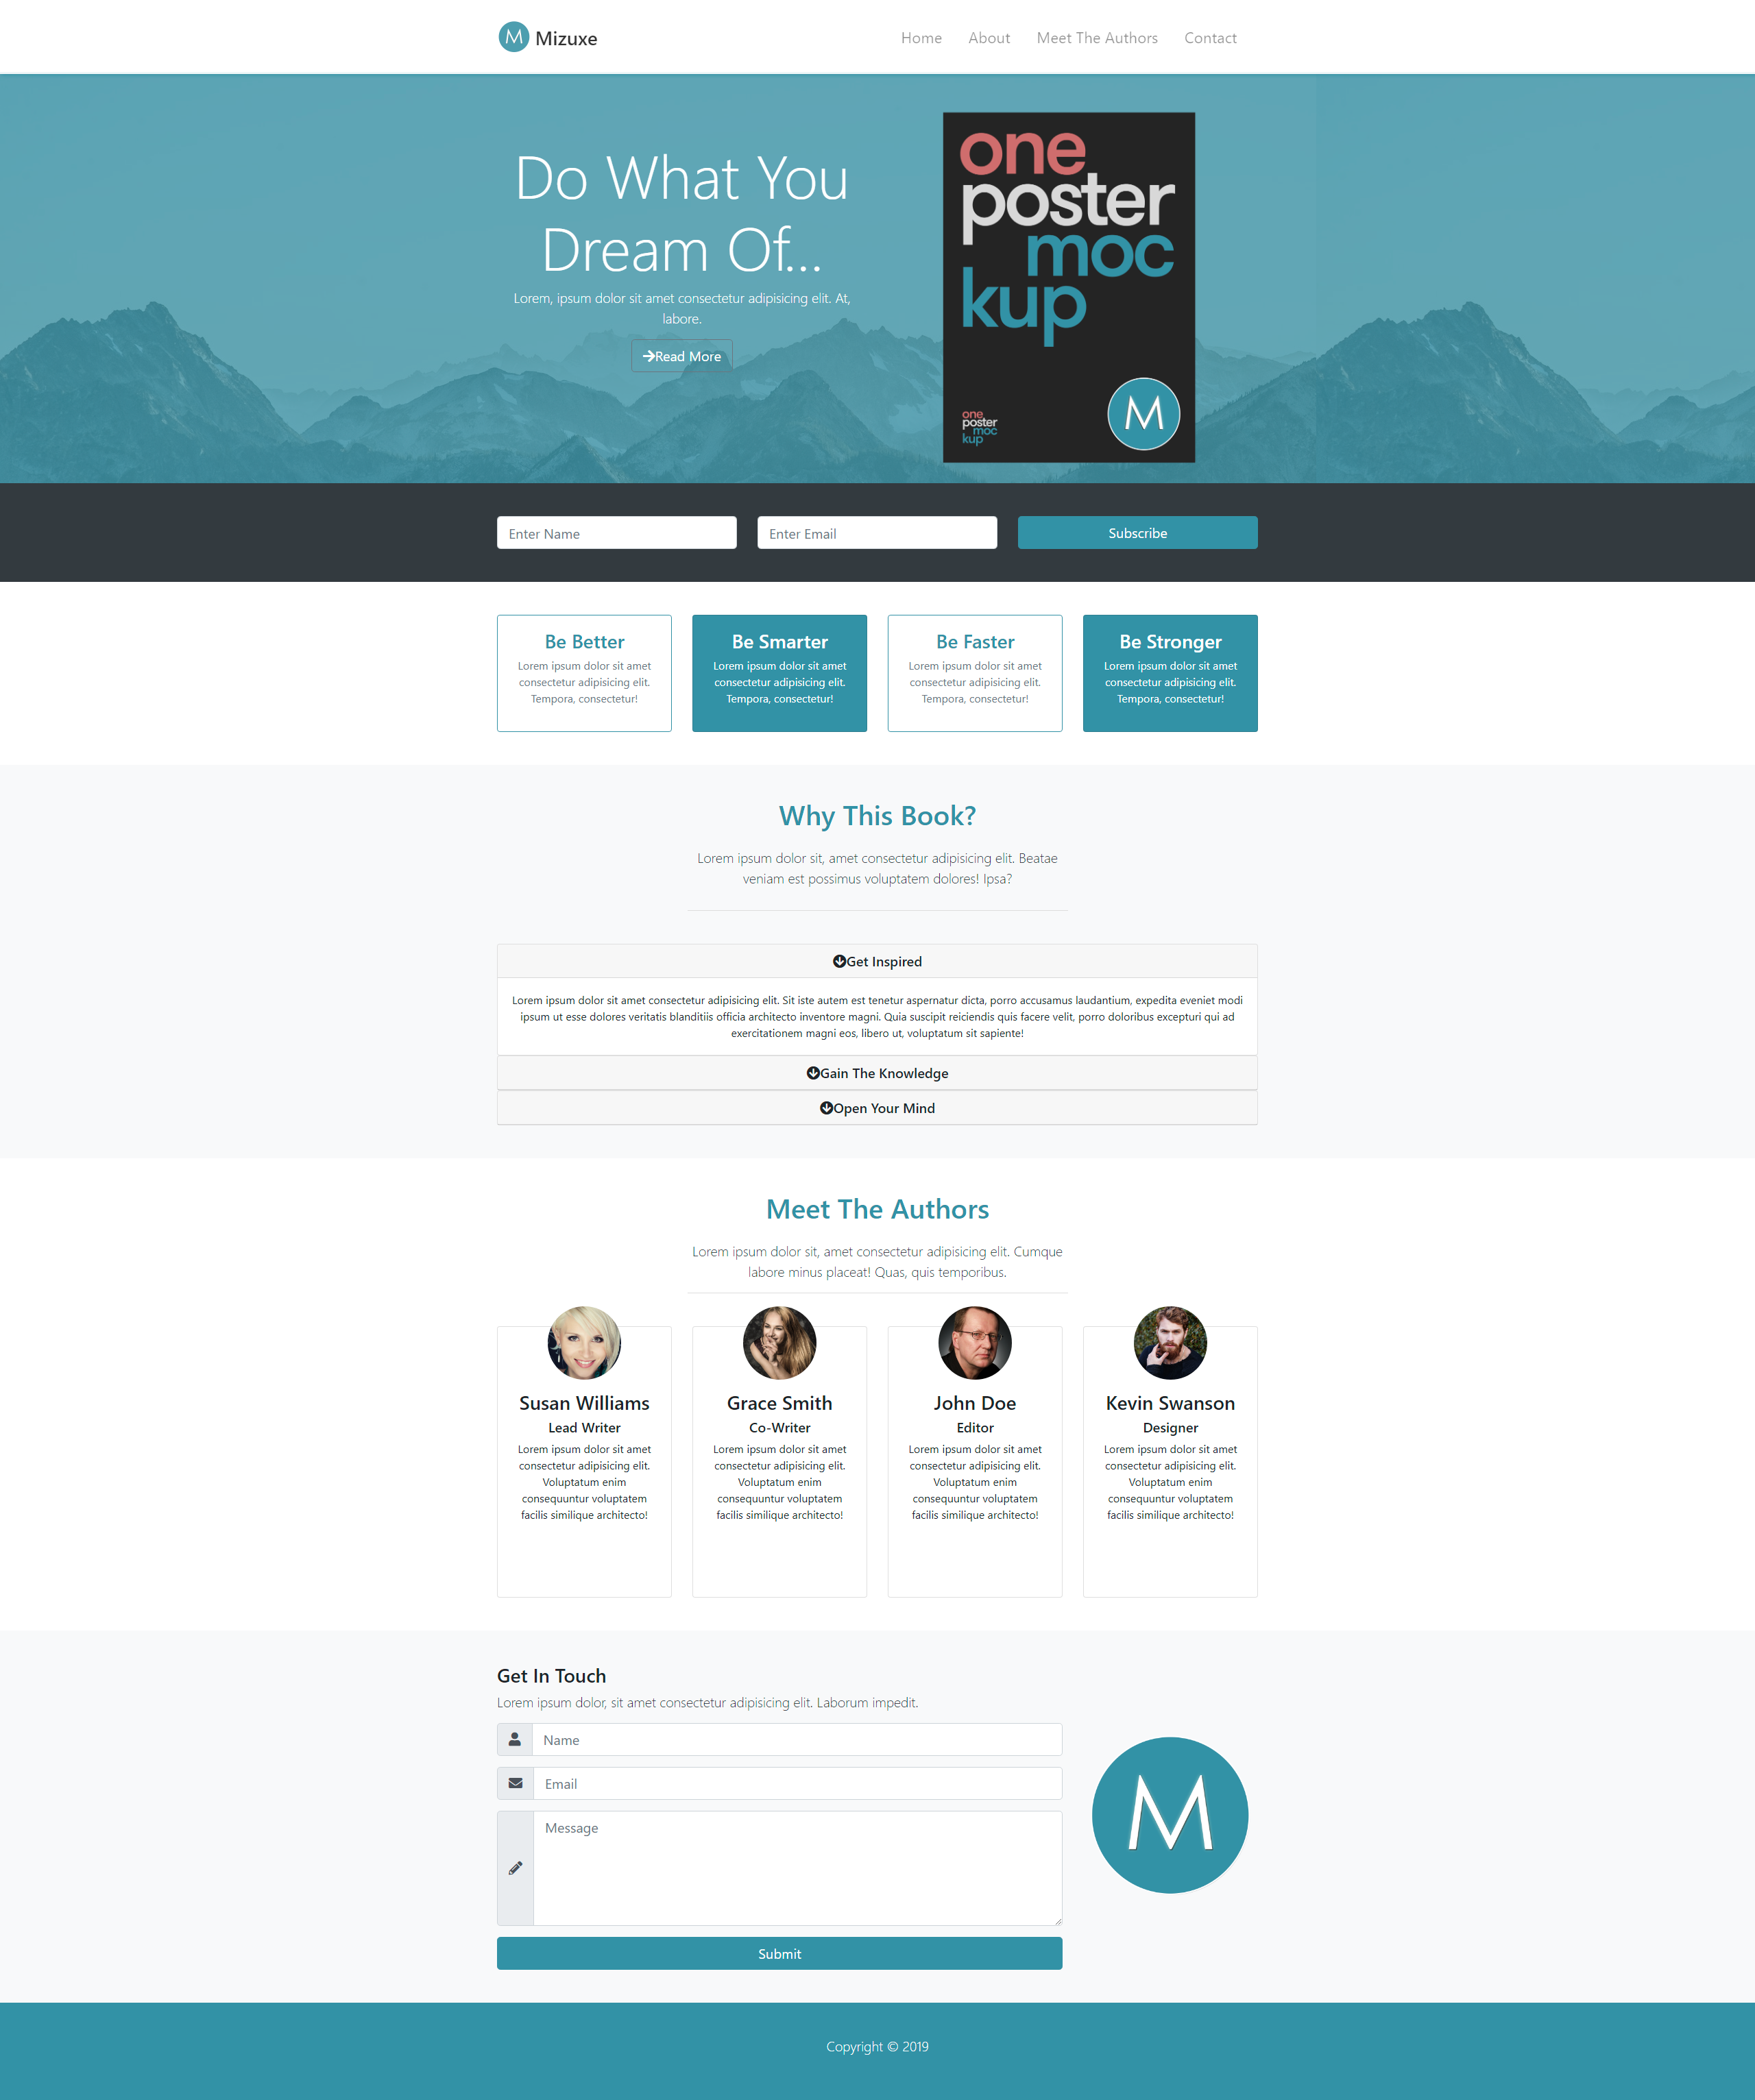 M Mizuxe
Home About Meet The Authors Contact
Do What You
Dream Of...
Lorem, ipsum dolor sit amet consectetur adipisicing elit. At,
labore.
Read More
one
poster
moc
kup
one
poster
moc
kup
M
Enter Name
Enter Email
Subscribe
Be Better
Lorem ipsum dolor sit amet
consectetur adipisicing elit.
Tempora, consectetur!
Be Smarter
Lorem ipsum dolor sit amet
consectetur adipisicing elit.
Tempora, consectetur!
Be Faster
Lorem ipsum dolor sit amet
consectetur adipisicing elit.
Tempora, consectetur!
Be Stronger
Lorem ipsum dolor sit amet
consectetur adipisicing elit.
Tempora, consectetur!
Why This Book?
Lorem ipsum dolor sit, amet consectetur adipisicing elit. Beatae
veniam est possimus voluptatem dolores! Ipsa?
Get Inspired
Lorem ipsum dolor sit amet consectetur adipisicing elit. Sit iste autem est tenetur aspernatur dicta, porro accusamus laudantium, expedita eveniet modi
ipsum ut esse dolores veritatis blanditiis officia architecto inventore magni. Quia suscipit reiciendis quis facere velit, porro doloribus excepturi qui ad
exercitationem magni eos, libero ut, voluptatum sit sapiente!
Gain The Knowledge
Open Your Mind
Meet The Authors
Lorem ipsum dolor sit, amet consectetur adipisicing elit. Cumque
labore minus placeat! Quas, quis temporibus.
Susan Williams
Lead Writer
Lorem ipsum dolor sit amet
consectetur adipisicing elit.
Voluptatum enim
consequuntur voluptatem
facilis similique architecto!
Grace Smith
Co-Writer
Lorem ipsum dolor sit amet
consectetur adipisicing elit.
Voluptatum enim
consequuntur voluptatem
facilis similique architecto!
John Doe
Editor
Lorem ipsum dolor sit amet
consectetur adipisicing elit.
Voluptatum enim
consequuntur voluptatem
facilis similique architecto!
Kevin Swanson
Designer
Lorem ipsum dolor sit amet
consectetur adipisicing elit.
Voluptatum enim
consequuntur voluptatem
facilis similique architecto!
Get In Touch
Lorem ipsum dolor, sit amet consectetur adipisicing elit. Laborum impedit.
Name
Email
Message
Submit
M
Copyright © 2019